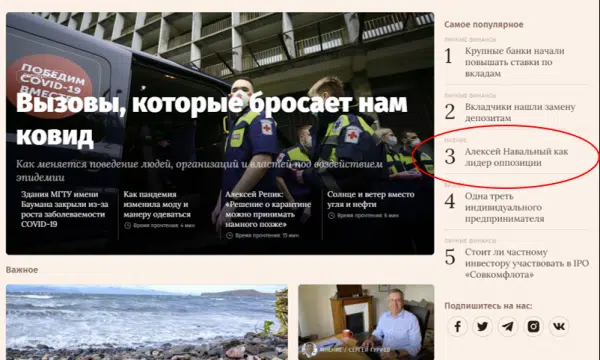 ПОБЕДИМ
COVID-19
ВМЕСТЕ
Вызовы, которые бросает нам
ковид
Как меняется поведение людей, организаций и властей под воздействием
эпидемии
Здания МГТУ имени
Баумана закрыли из-за
роста заболеваемости
COVID-19
Как пандемия
изменила моду и
манеру одеваться
Время прочтения: 4 мин
Алексей Репик:
«Решение о карантине
можно принимать
намного позже»
Время прочтения: 15 мин
Солнце и ветер вместо
угля и нефти
Время прочтения: 6 мин
Важное
МНЕНИЕ / СЕРГЕЙ ГУРИЕВ
Самое популярное
ЛИЧНЫЕ ФИНАНСЫ
1 Крупные банки начали
повышать ставки по
вкладам
ЛИЧНЫЕ ФИНАНСЫ
2 Вкладчики нашли замену
депозитам
МНЕНИЕ
3 Алексей Навальный как
лидер оппозиции
4 Одна треть
индивидуального
предпринимателя
ЛИЧНЫЕ ФИНАНСЫ
5 Стоит ли частному
инвестору участвовать в IPO
«Совкомфлота»
Подпишитесь на нас: